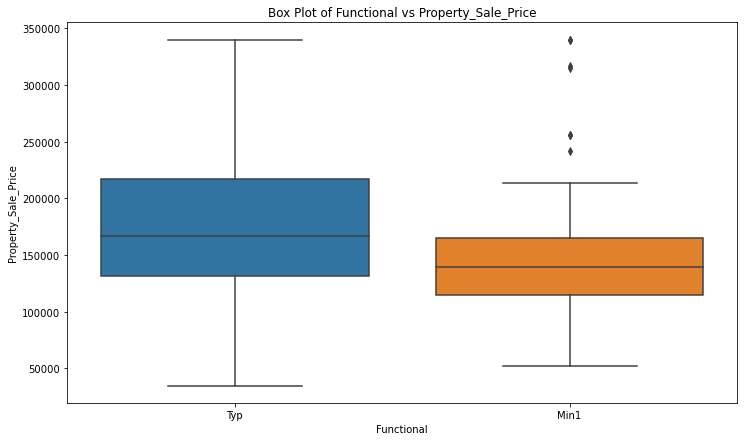 Box Plot of Functional vs Property_Sale_Price
350000
300000
250000
200000
150000
100000
50000
Property_Sale_Price
Typ
Min1
Functional